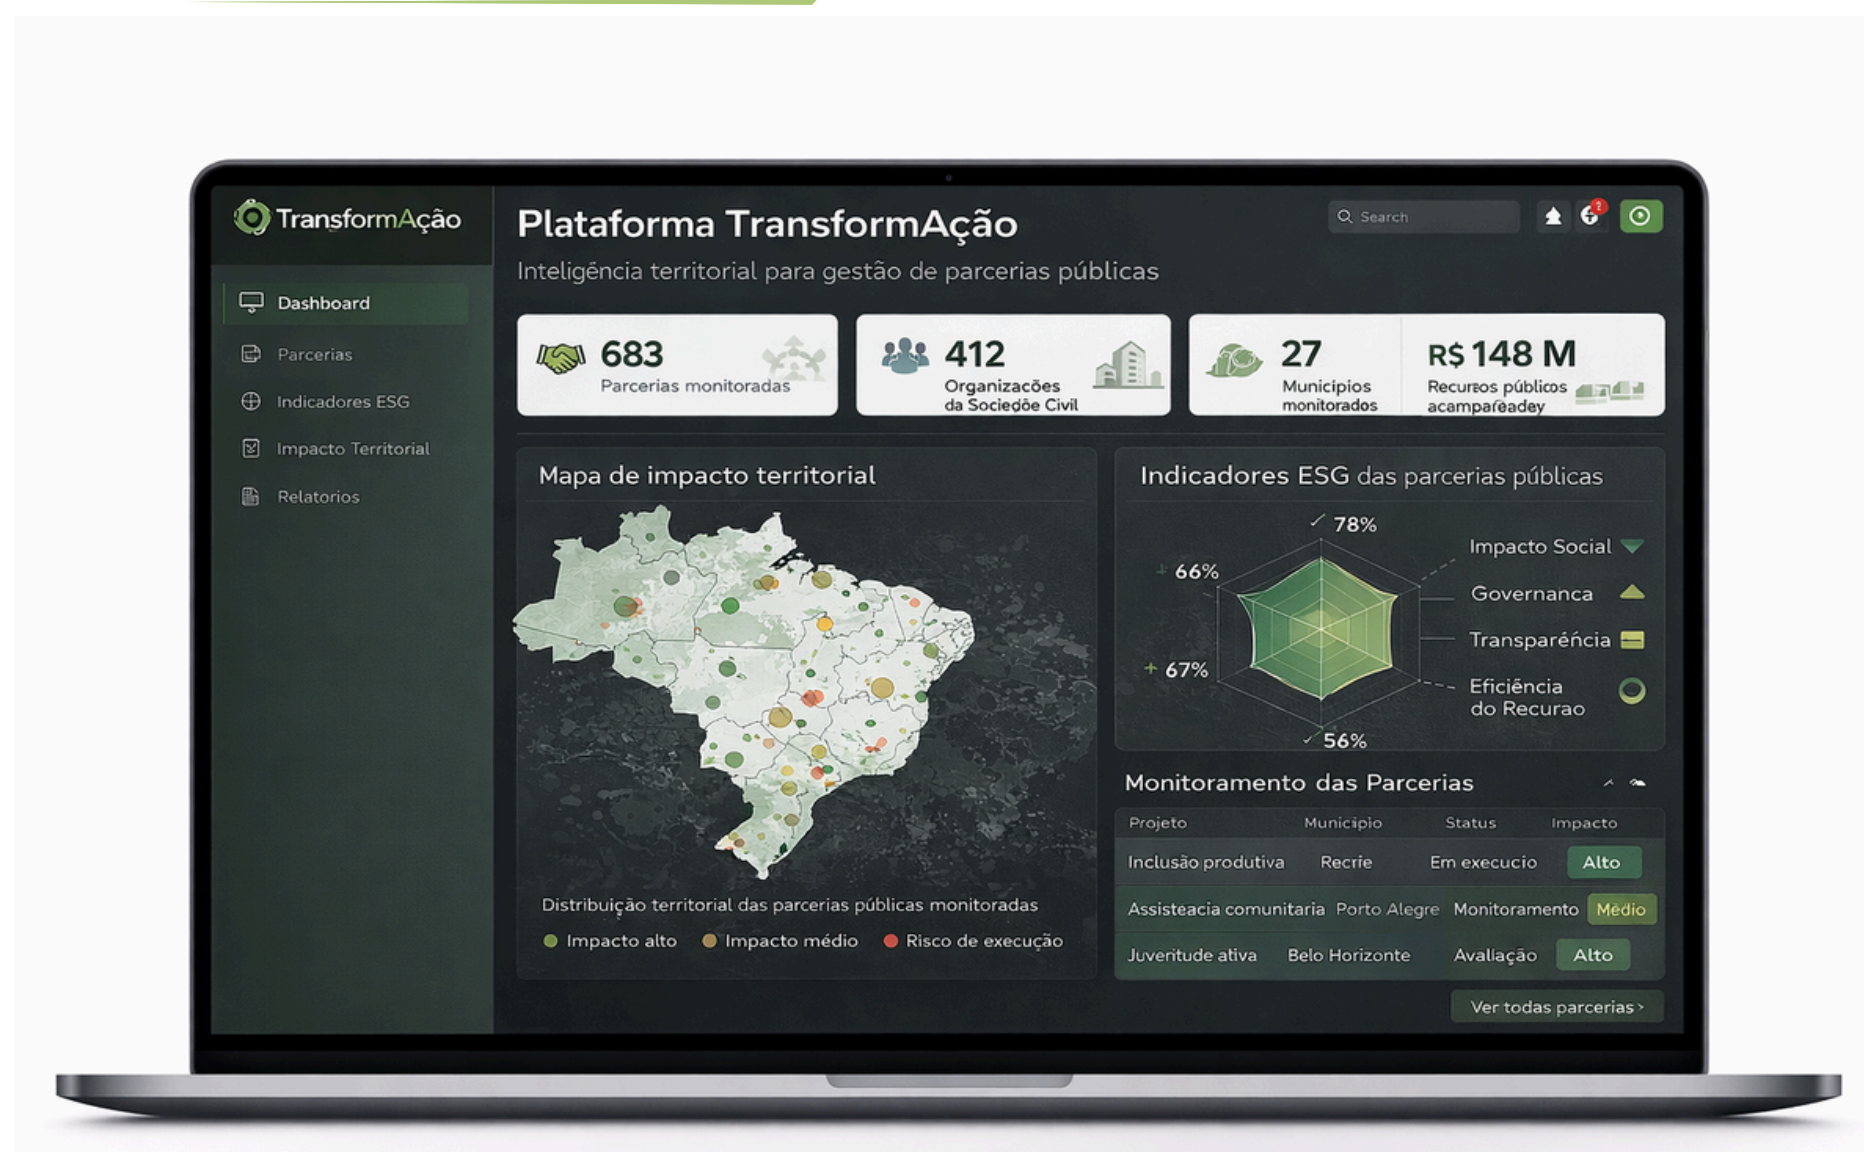 TransformAção
Dashboard
Parcerias
Indicadores ESG
Impacto Territorial
Relatorios
Plataforma TransformAção
Search
2
Inteligência territorial para gestão de parcerias públicas
683
Parcerias monitoradas
412
Organizacões
da Sociegõe Civil
27
Municipios
monitorados
R$ 148 M
Recursos públicos
Mapa de impacto territorial
Distribuição territorial das parcerias públicas monitoradas
Impacto alto
Impacto médio
Risco de execução
Indicadores ESG das parcerias públicas
78%
66%
67%
56%
Impacto Social
Governanca
Transparéncia
Eficiência
do Recurao
Monitoramento das Parcerias
Projeto Municipio Status Impacto
Inclusão produtiva Recrie Em execucio Alto
Assisteacia comunitaria Porto Alegre Monitoramento Médio
Juventude ativa Belo Horizonte Avaliação Alto
Ver todas parcerias ›